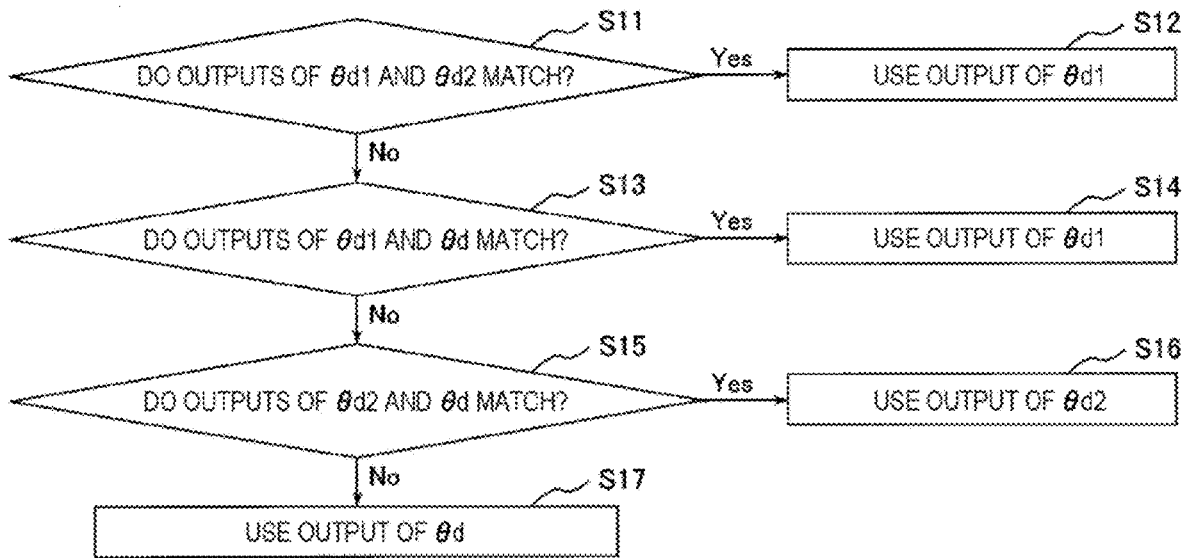 S11
DO OUTPUTS OF θd1 AND θd2 MATCH?
Yes
S12
USE OUTPUT OF θd1
No
S13
DO OUTPUTS OF θd1 AND θd MATCH?
Yes
S14
USE OUTPUT OF θd1
No
S15
DO OUTPUTS OF θd2 AND θd MATCH?
Yes
S16
USE OUTPUT OF θd2
No
S17
USE OUTPUT OF θd